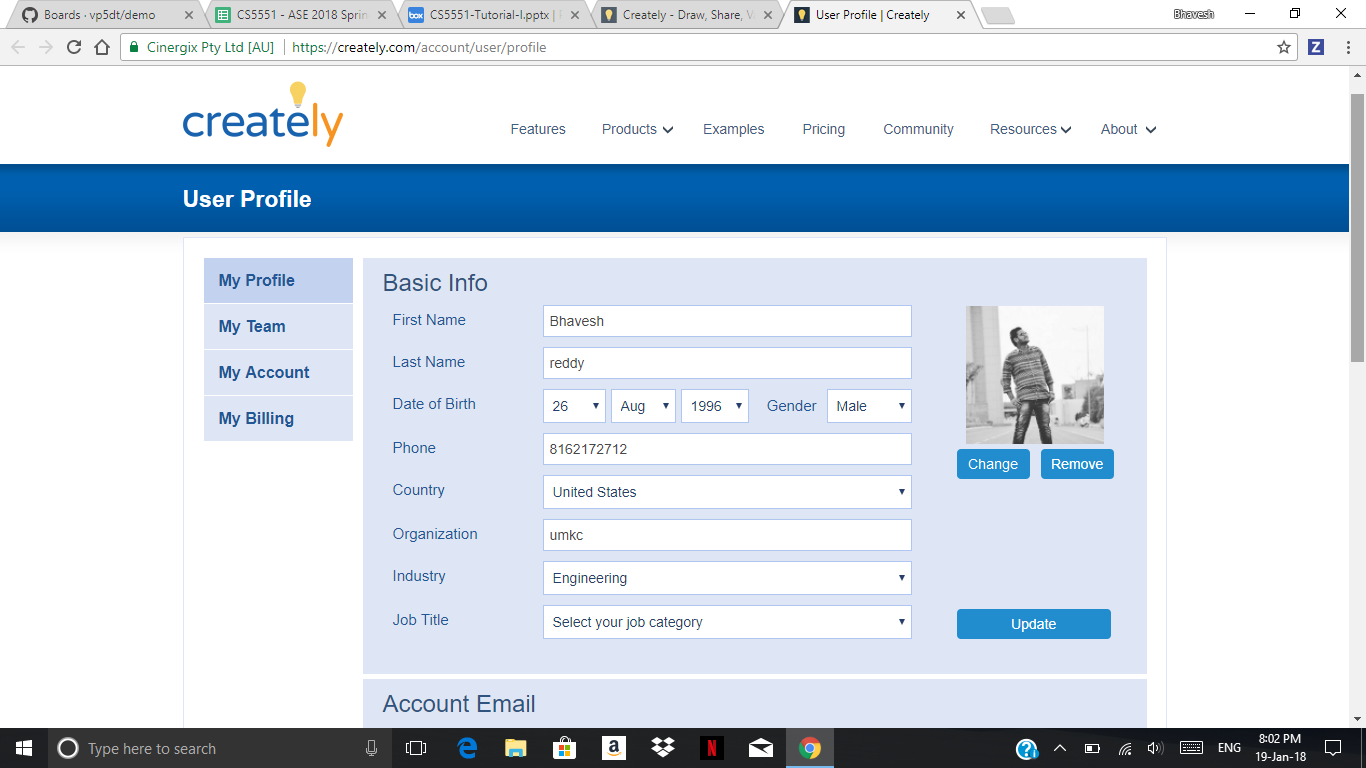 Boards · vp5dt/demo
CS5551 - ASE 2018 Sprin
box CS5551-Tutorial-I.pptx |
Creately - Draw, Share, V
User Profile | Creately
Bhavesh
Cinergix Pty Ltd [AU] https://creately.com/account/user/profile
Z
creately
Features Products Examples Pricing Community Resources About
User Profile
My Profile
My Team
My Account
My Billing
Basic Info
First Name Bhavesh
Last Name reddy
Date of Birth 26 Aug 1996 Gender Male
Phone 8162172712
Change Remove
Country United States
Organization umkc
Industry Engineering
Job Title Select your job category
Update
Account Email
Type here to search
ENG
8:02 PM
19-Jan-18